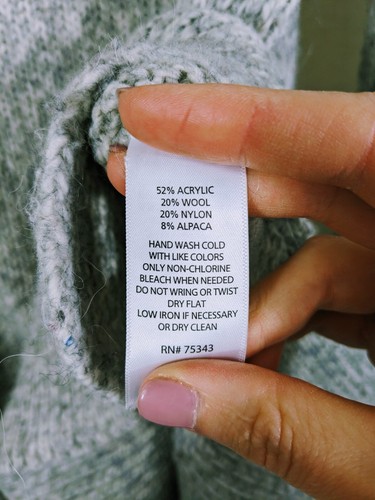 52% ACRYLIC
20% WOOL
20% NYLON
8% ALPACA
HAND WASH COLD
WITH LIKE COLORS
ONLY NON-CHLORINE
BLEACH WHEN NEEDED
DO NOT WRING OR TWIST
DRY FLAT
LOW IRON IF NECESSARY
OR DRY CLEAN
RN# 75343